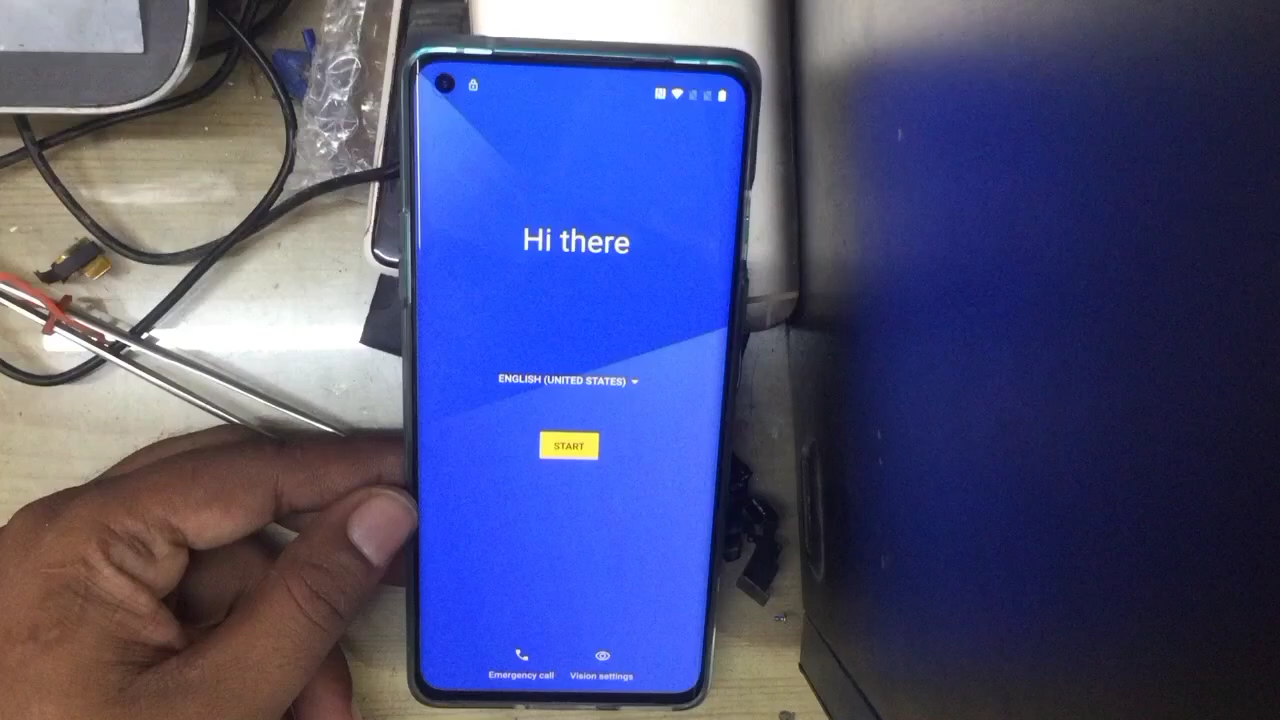 Hi there
ENGLISH (UNITED STATES)
START
Emergency call
Vision settings